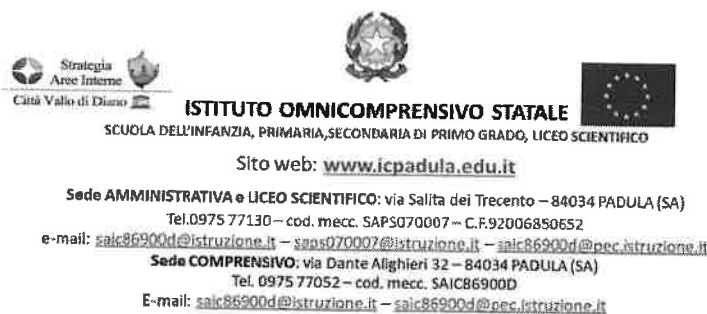 Strategia
Aree Interne
Città Vallo di Diano
ISTITUTO OMNICOMPRENSIVO STATALE
SCUOLA DELL'INFANZIA, PRIMARIA,SECONDARIA DI PRIMO GRADO, LICEO SCIENTIFICO
Sito web: www.icpadula.edu.it
Sede AMMINISTRATIVA e LICEO SCIENTIFICO: via Salita dei Trecento – 84034 PADULA (SA)
Tel.0975 77130 – cod. mecc. SAPS070007 – C.F.92006850652
e-mail: saic86900d@istruzione.it – saps070007@istruzione.it – saic86900d@pec.istruzione.it
Sede COMPRENSIVO: via Dante Alighieri 32 – 84034 PADULA (SA)
Tel. 0975 77052 – cod. mecc. SAIC86900D
E-mail: saic86900d@istruzione.it – saic86900d@pec.istruzione.it